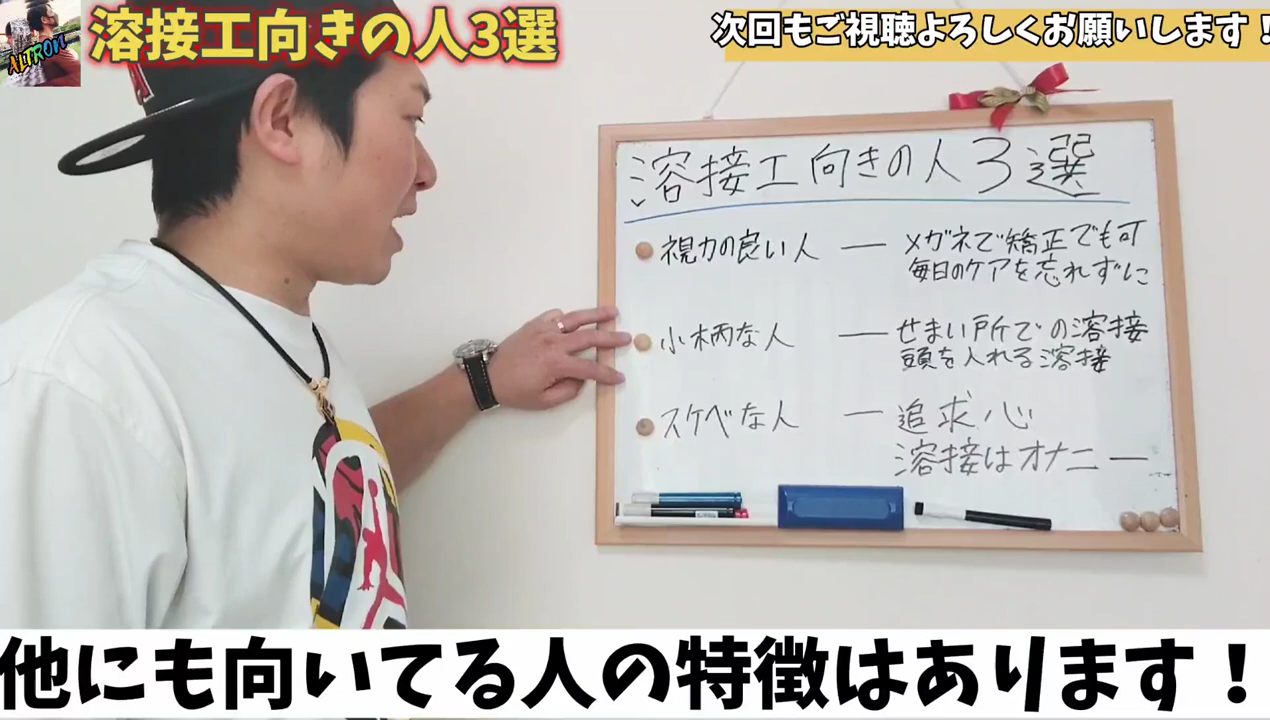 ALTRON
溶接工向きの人3選
次回もご視聴よろしくお願いします！
溶接工向きの人3選
視力の良い人 — メガネで矯正でも可
毎日のケアを忘れずに
小柄な人 — せまい所での溶接
頭を入れる溶接
スケベな人 — 追求心
溶接はオナニー
他にも向いてる人の特徴はあります！